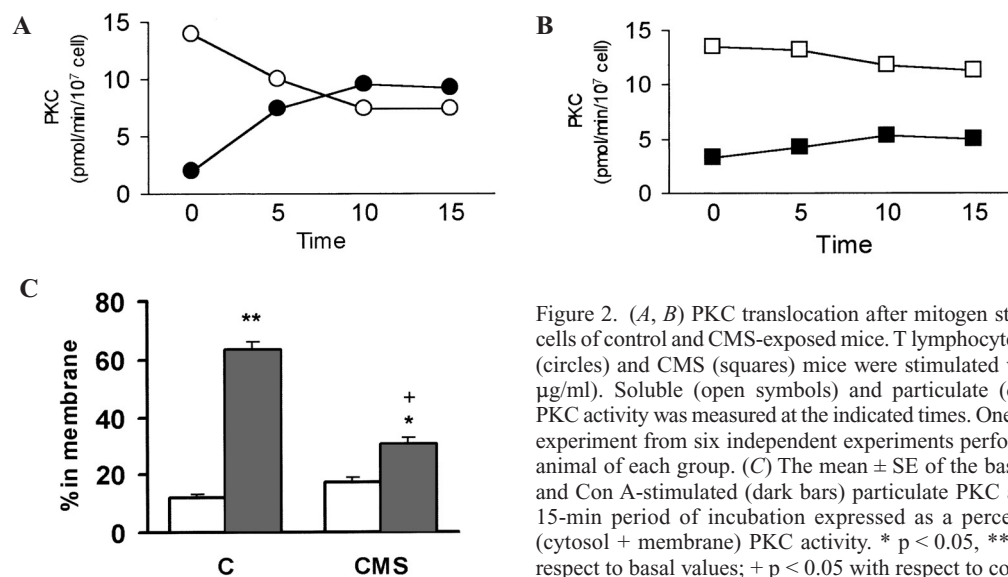 A
15
10
5
0
PKC
(pmol/min/10⁷ cell)
0 5 10 15
Time
B
15
10
5
0
PKC
(pmol/min/10⁷ cell)
0 5 10 15
Time
C
80
60
40
20
0
% in membrane
**
+
*
C CMS
Figure 2. (A, B) PKC translocation after mitogen
cells of control and CMS-exposed mice. T
(circles) and CMS (squares) mice were stimulated
µg/ml). Soluble (open symbols) and particulate
PKC activity was measured at the indicated times. One
experiment from six independent experiments
animal of each group. (C) The mean ± SE of the
and Con A-stimulated (dark bars) particulate PKC
15-min period of incubation expressed as a
(cytosol + membrane) PKC activity. * p < 0.05, **
respect to basal values; + p < 0.05 with respect to